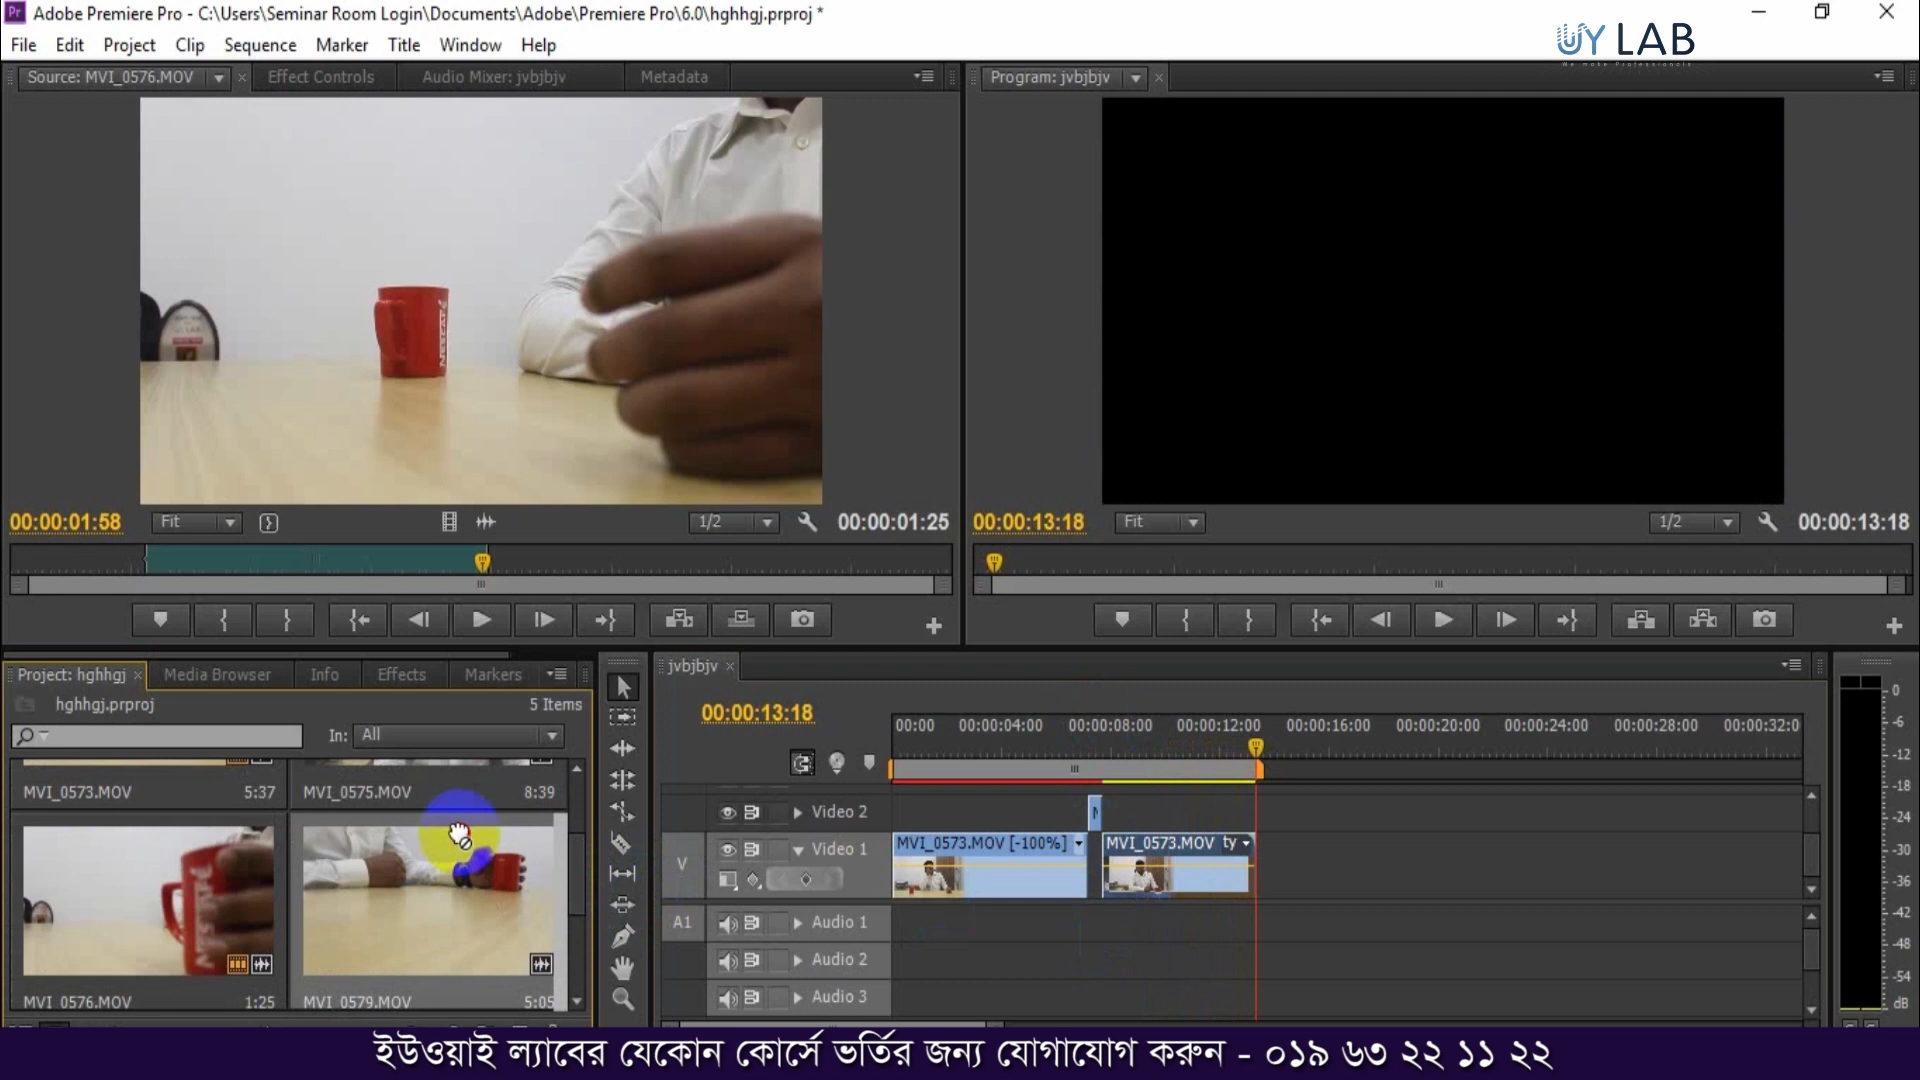 Adobe Premiere Pro - C:\Users\Seminar Room Login\Documents\Adobe\Premiere Pro\6.0\hghhgj.prproj *
File Edit Project Clip Sequence Marker Title Window Help
UY LAB
We make Professionals
Source: MVI_0576.MOV Effect Controls Audio Mixer: jvbjbjv Metadata
Program: jvbjbjv
NESCAFÉ
00:00:01:58 Fit 1/2 00:00:01:25
00:00:13:18 Fit 1/2 00:00:13:18
Project: hghhgj Media Browser Info Effects Markers
hghhgj.prproj 5 Items
In: All
MVI_0573.MOV 5:37 MVI_0575.MOV 8:39
MVI_0576.MOV 1:25 MVI_0579.MOV 5:05
jvbjbjv
00:00:13:18
00:00 00:00:04:00 00:00:08:00 00:00:12:00 00:00:16:00 00:00:20:00 00:00:24:00 00:00:28:00 00:00:32:0
Video 2
V Video 1
MVI_0573.MOV [-100%] MVI_0573.MOV ty
A1 Audio 1
Audio 2
Audio 3
0
-6
-12
-18
-24
-30
-36
-42
-48
-54
dB
ইউওয়াই ল্যাবের যেকোন কোর্সে ভর্তির জন্য যোগাযোগ করুন - ০১৯ ৬৩ ২২ ১১ ২২